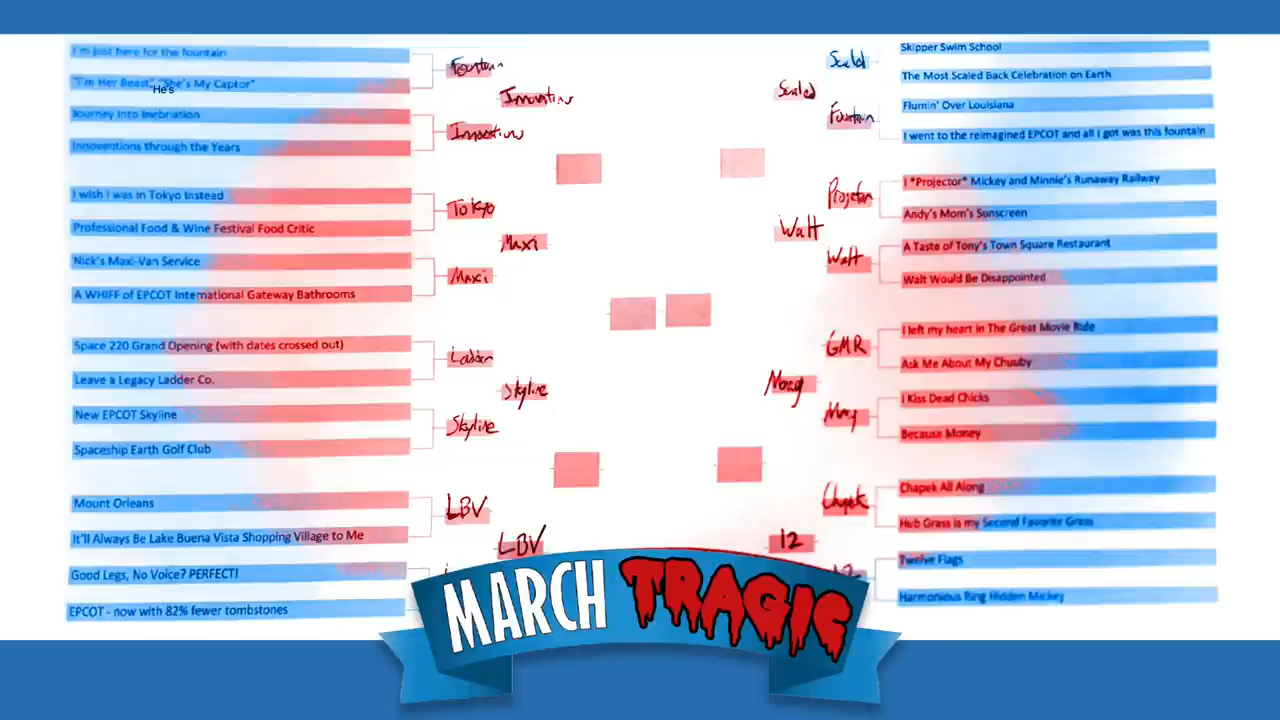 I'm just here for the fountain
"I'm Her Beast", "She's My Captor"
He's
Journey Into Inebriation
Innoventions through the Years
I wish I was in Tokyo Instead
Professional Food & Wine Festival Food Critic
Nick's Maxi-Van Service
A WHIFF of EPCOT International Gateway Bathrooms
Space 220 Grand Opening (with dates crossed out)
Leave a Legacy Ladder Co.
New EPCOT Skyline
Spaceship Earth Golf Club
Mount Orleans
It'll Always Be Lake Buena Vista Shopping Village to Me
Good Legs, No Voice? PERFECT!
EPCOT - now with 82% fewer tombstones
Fountain
Tokyo
Maxi
Ladder
Skyline
LBV
Maxi
Skyline
LBV
Scaled
Walt
Money
12
Scaled
Fountain
Walt
GMR
Chapek
Skipper Swim School
The Most Scaled Back Celebration on Earth
Flumin' Over Louisiana
I went to the reimagined EPCOT and all I got was this fountain
I *Projector* Mickey and Minnie's Runaway Railway
Andy's Mom's Sunscreen
A Taste of Tony's Town Square Restaurant
Walt Would Be Disappointed
I left my heart in The Great Movie Ride
Ask Me About My Chuuby
I Kiss Dead Chicks
Because Money
Chapek All Along
Hub Grass is my Second Favorite Grass
Twelve Flags
Harmonious Ring Hidden Mickey
MARCH TRAGIC